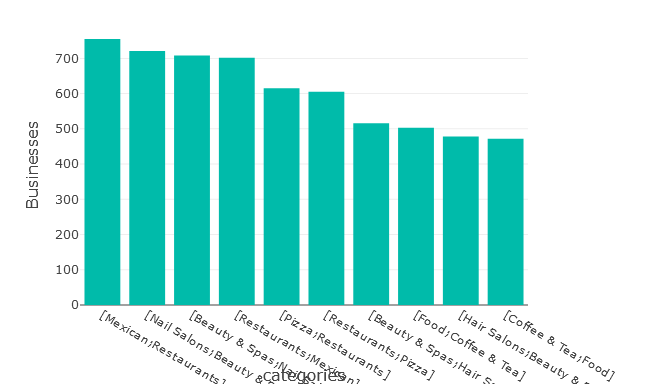 700
600
500
400
300
200
100
0
Businesses
[Mexican;Restaurants]
[Nail Salons;Beauty &
[Beauty & Spas;Nail
[Restaurants;Mexican]
[Pizza;Restaurants]
[Restaurants;Pizza]
[Beauty & Spas;Hair
[Food;Coffee & Tea]
[Hair Salons;Beauty &
[Coffee & Tea;Food]
categories